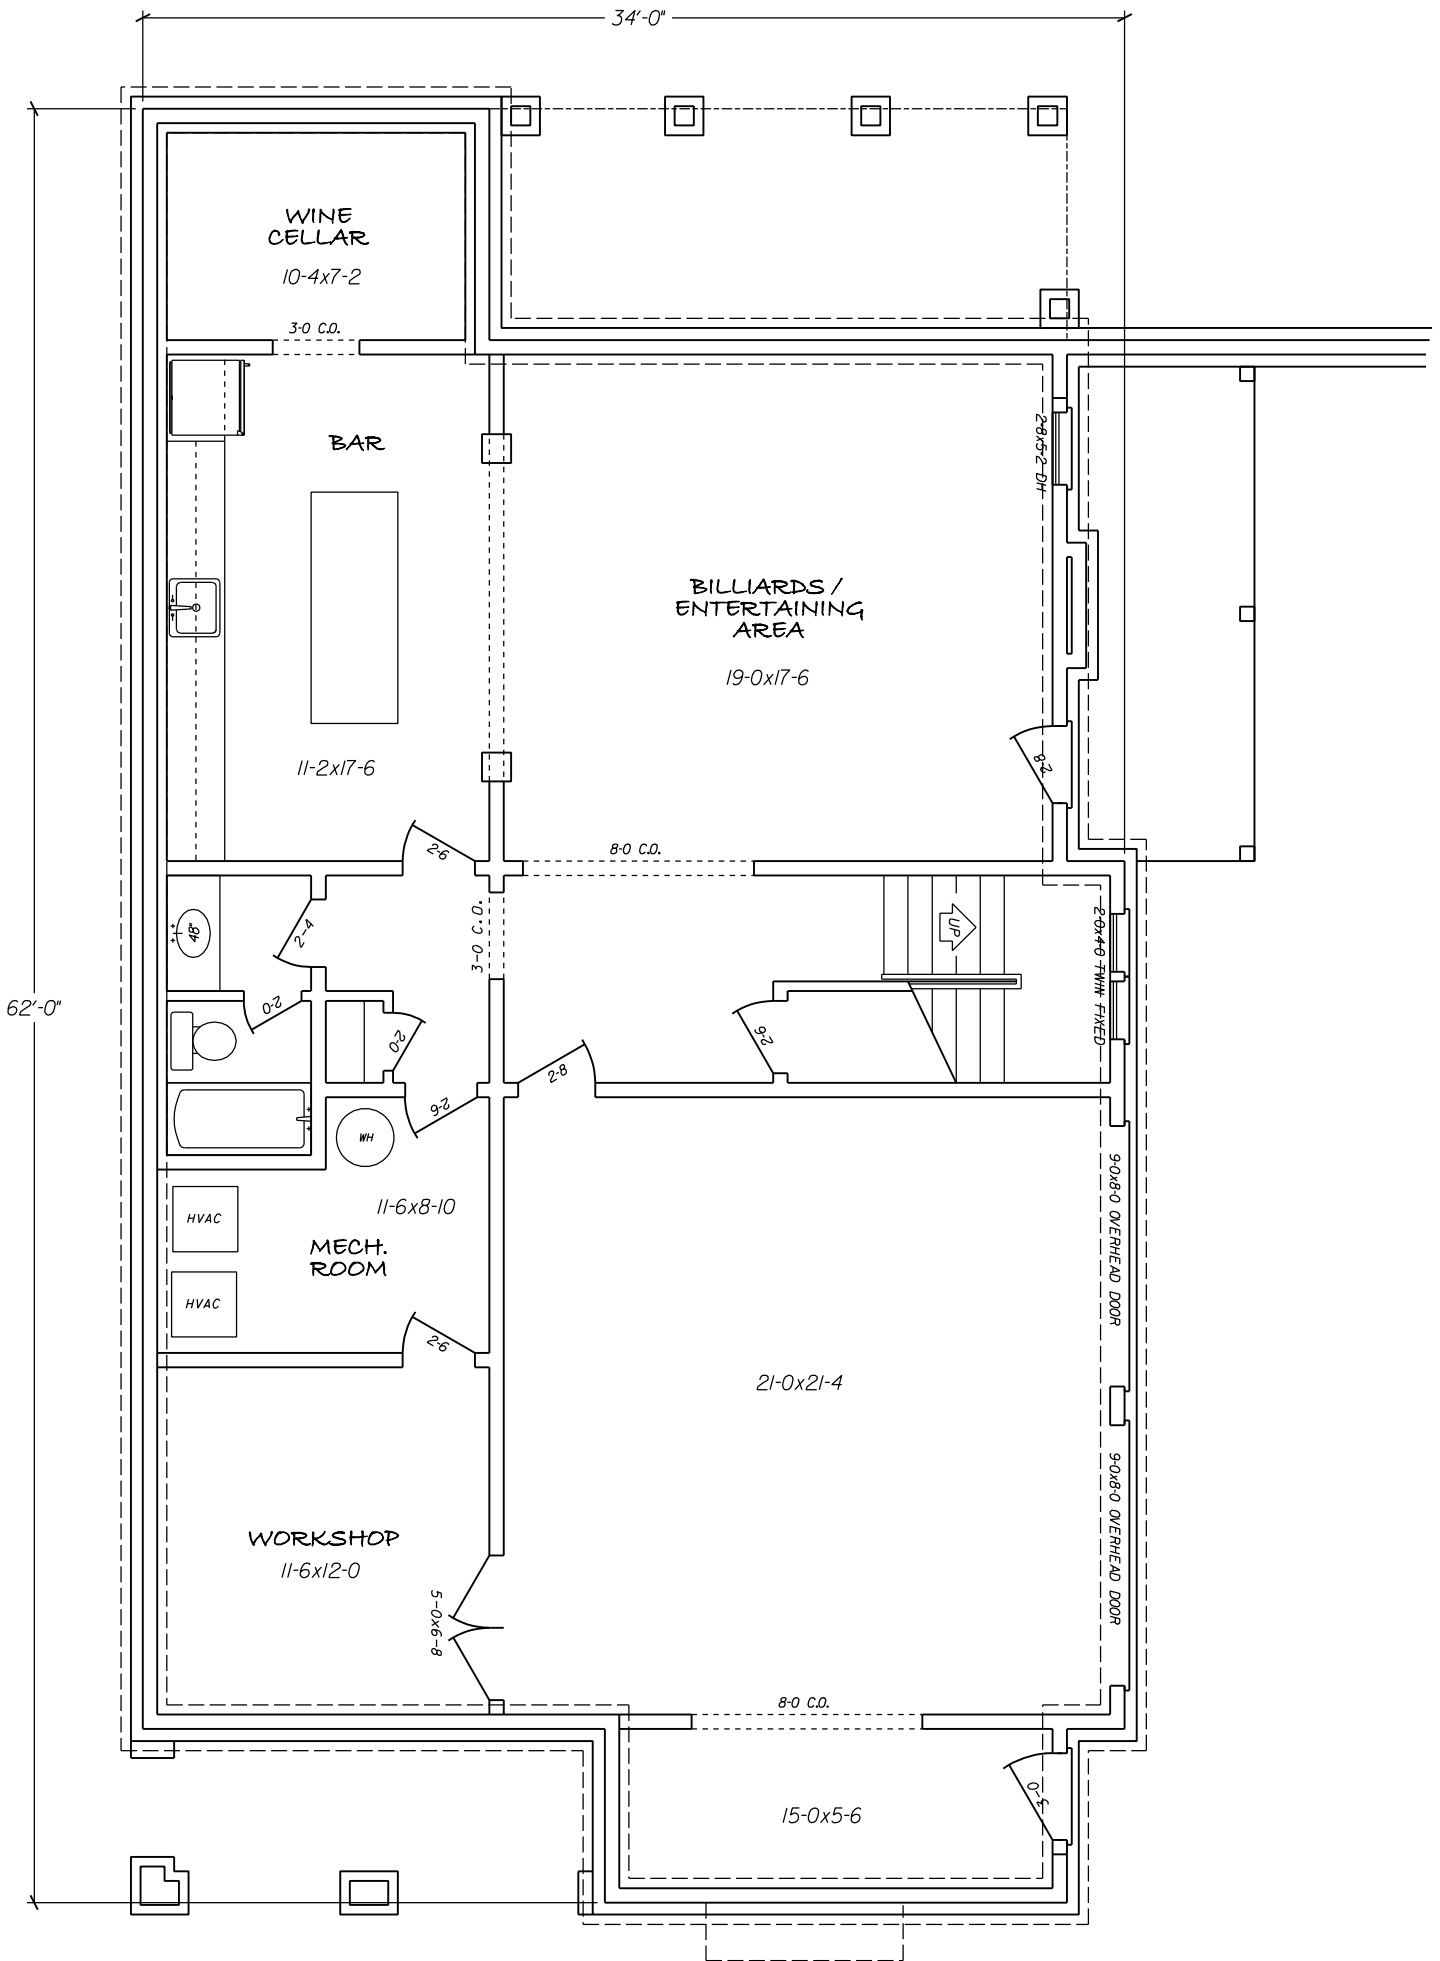 34'-0"
WINE
CELLAR
10-4x7-2
3-0 C.O.
BAR
2-8x5-2 DH
BILLIARDS /
ENTERTAINING
AREA
19-0x17-6
11-2x17-6
2-8
2-6
8-0 C.O.
48"
2-4
3-0 C.O.
UP
2-0x4-0 TWIN FIXED
62'-0"
2-0
2-0
2-6
2-8
2-6
WH
9-0x8-0 OVERHEAD DOOR
11-6x8-10
HVAC
MECH.
ROOM
HVAC
2-6
21-0x21-4
WORKSHOP
11-6x12-0
5-0x6-8
9-0x8-0 OVERHEAD DOOR
8-0 C.O.
3-0
15-0x5-6